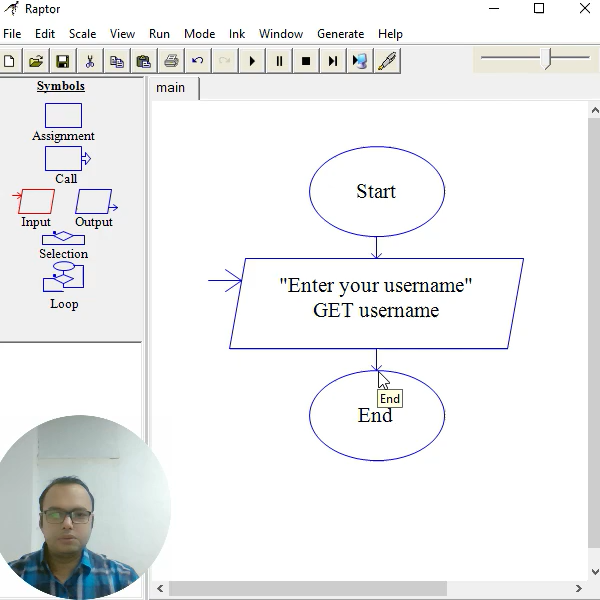 Raptor
File Edit Scale View Run Mode Ink Window Generate Help
Symbols
Assignment
Call
Input Output
Selection
Loop
main
Start
"Enter your username"
GET username
End
End